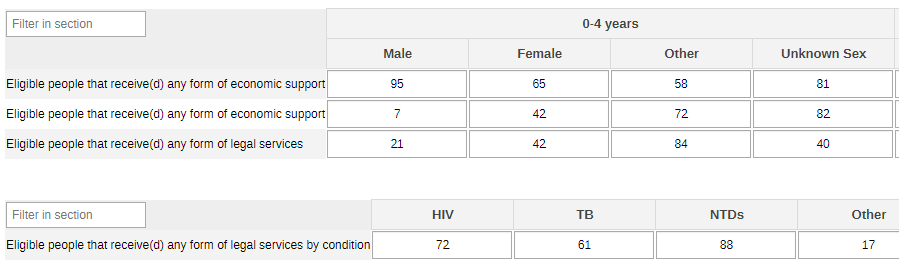 Filter in section
0-4 years
Male Female Other Unknown Sex
Eligible people that receive(d) any form of economic support 95 65 58 81
Eligible people that receive(d) any form of economic support 7 42 72 82
Eligible people that receive(d) any form of legal services 21 42 84 40
Filter in section
HIV TB NTDs Other
Eligible people that receive(d) any form of legal services by condition 72 61 88 17